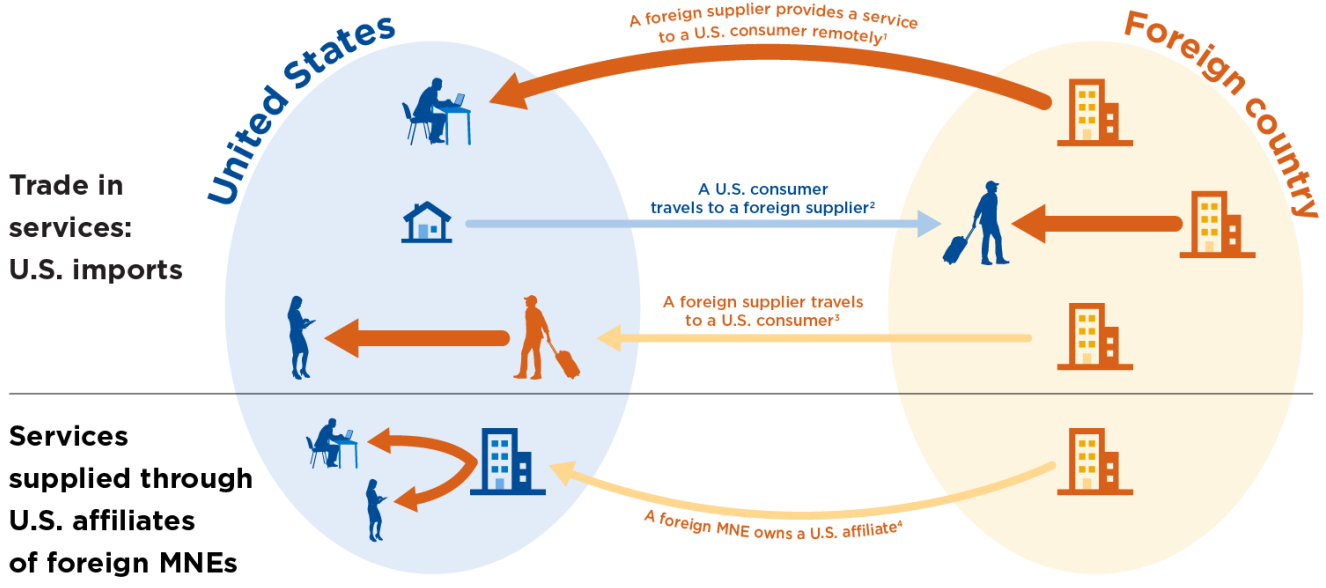 United States
Foreign country
A foreign supplier provides a service
to a U.S. consumer remotely¹
Trade in
services:
U.S. imports
A U.S. consumer
travels to a foreign supplier²
A foreign supplier travels
to a U.S. consumer³
Services
supplied through
U.S. affiliates
of foreign MNEs
A foreign MNE owns a U.S. affiliate⁴